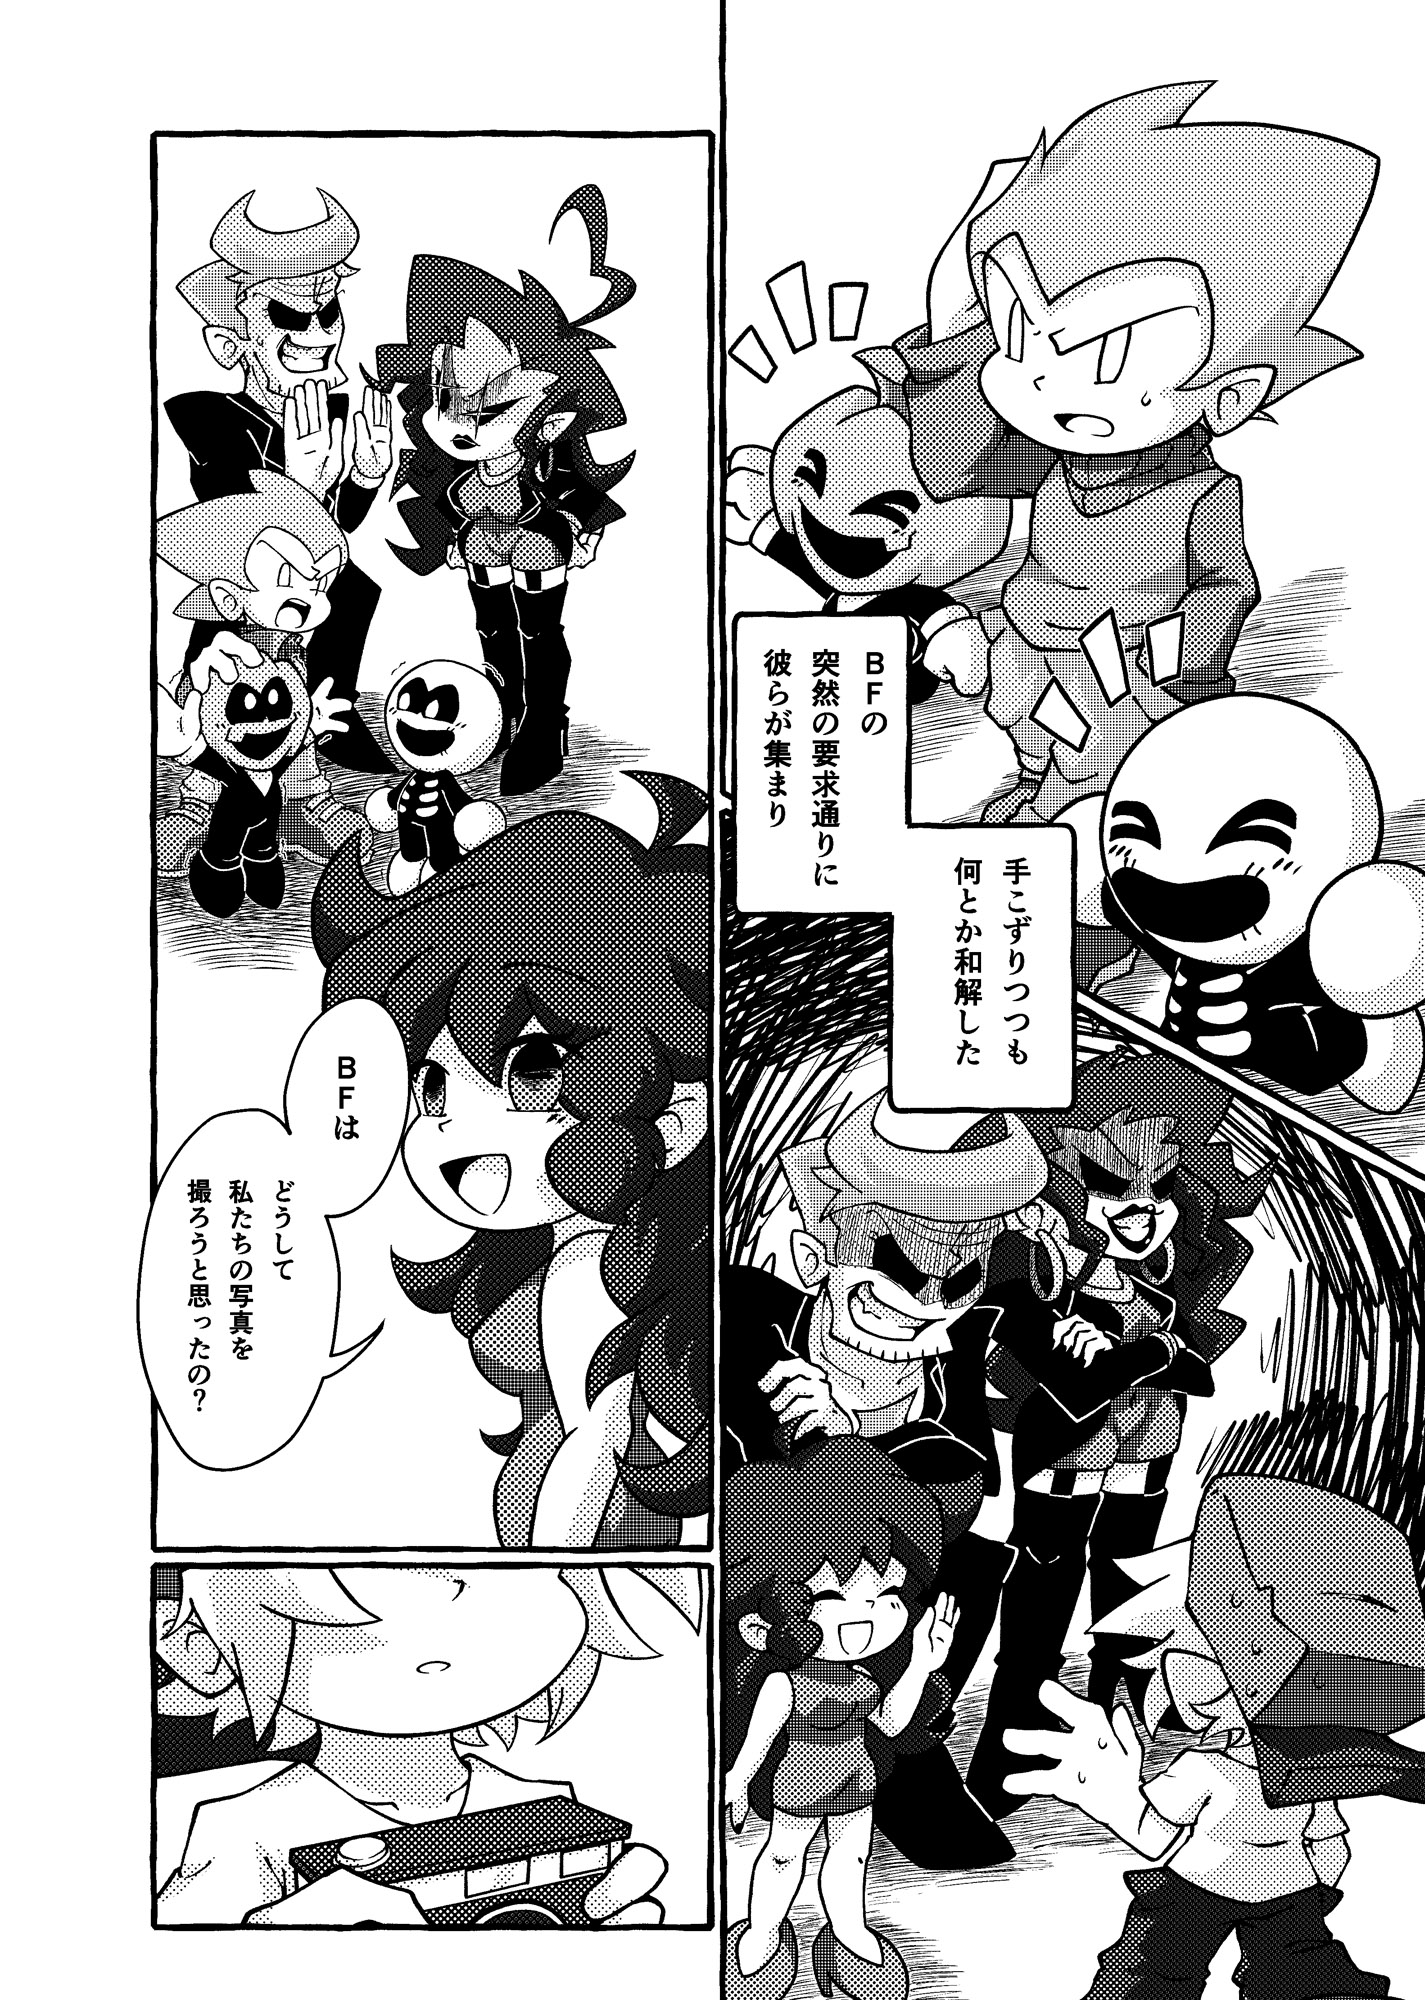 BFの
突然の要求通りに
彼らが集まり
手こずりつつも
何とか和解した
BFは
どうして
私たちの写真を
撮ろうと思ったの？